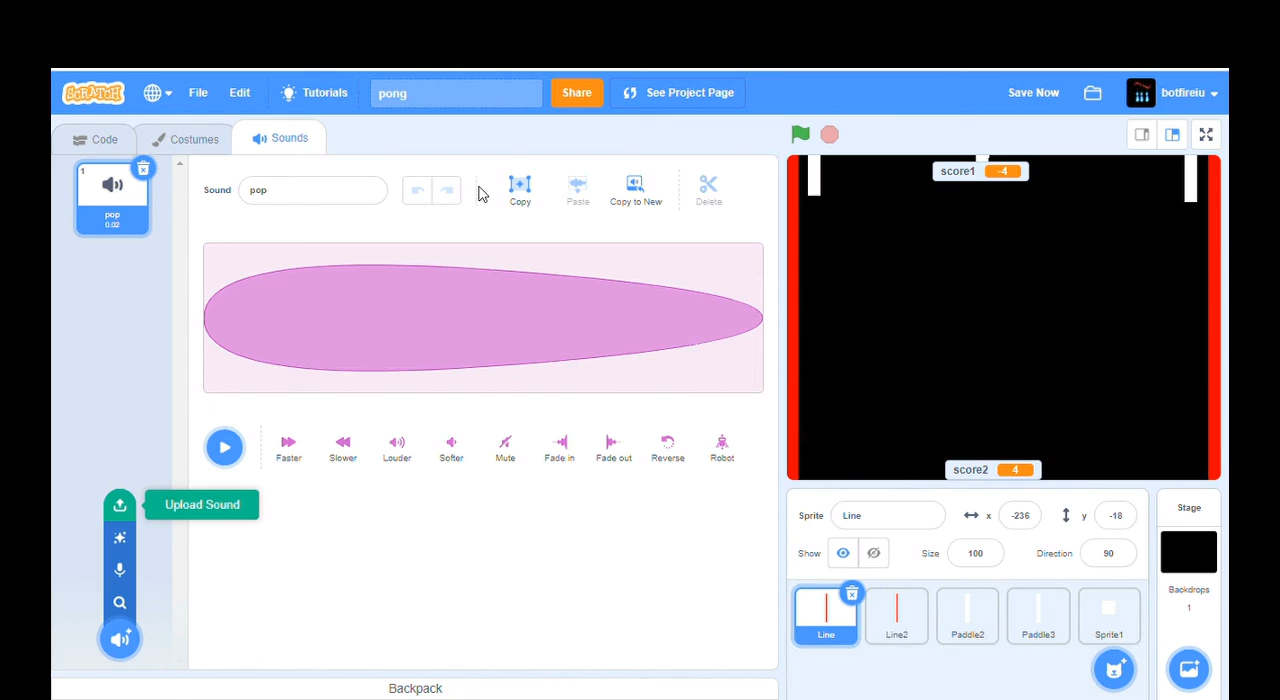 SCRATCH File Edit Tutorials pong Share See Project Page Save Now botfireiu
Code Costumes Sounds
1
pop
0.02
Sound pop Copy Paste Copy to New Delete
Faster Slower Louder Softer Mute Fade in Fade out Reverse Robot
Upload Sound
Backpack
score1 -4
score2 4
Sprite Line x -236 y -18
Show Size 100 Direction 90
Line Line2 Paddle2 Paddle3 Sprite1
Stage
Backdrops
1